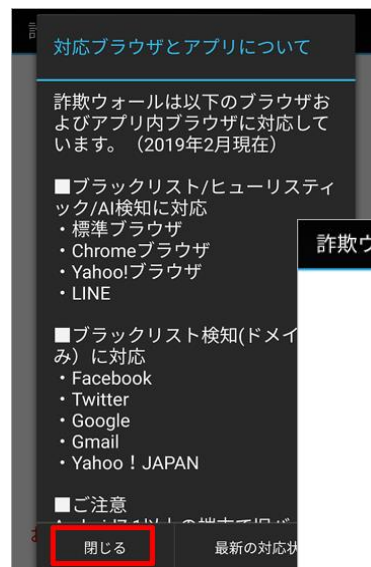 対応ブラウザとアプリについて
詐欺ウォールは以下のブラウザお
よびアプリ内ブラウザに対応して
います。（2019年2月現在）
■ブラックリスト/ヒューリスティ
ック/AI検知に対応
・標準ブラウザ
・Chromeブラウザ
・Yahoo!ブラウザ
・LINE
詐欺ウ
■ブラックリスト検知(ドメイ
み）に対応
・Facebook
・Twitter
・Google
・Gmail
・Yahoo！JAPAN
■ご注意
閉じる
最新の対応状